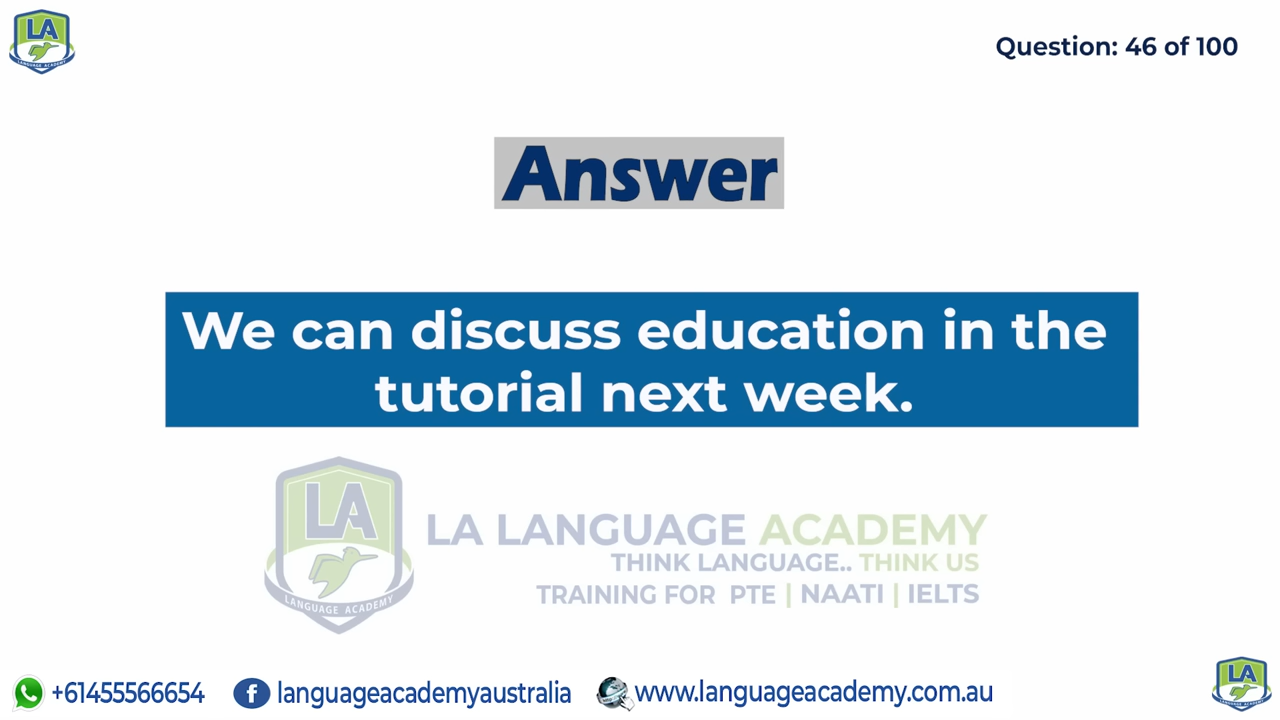 LA
LANGUAGE ACADEMY
Question: 46 of 100
Answer
We can discuss education in the
tutorial next week.
LA
LANGUAGE ACADEMY
LA LANGUAGE ACADEMY
THINK LANGUAGE.. THINK US
TRAINING FOR PTE | NAATI | IELTS
+61455566654 languageacademyaustralia www.languageacademy.com.au
LA
LANGUAGE ACADEMY